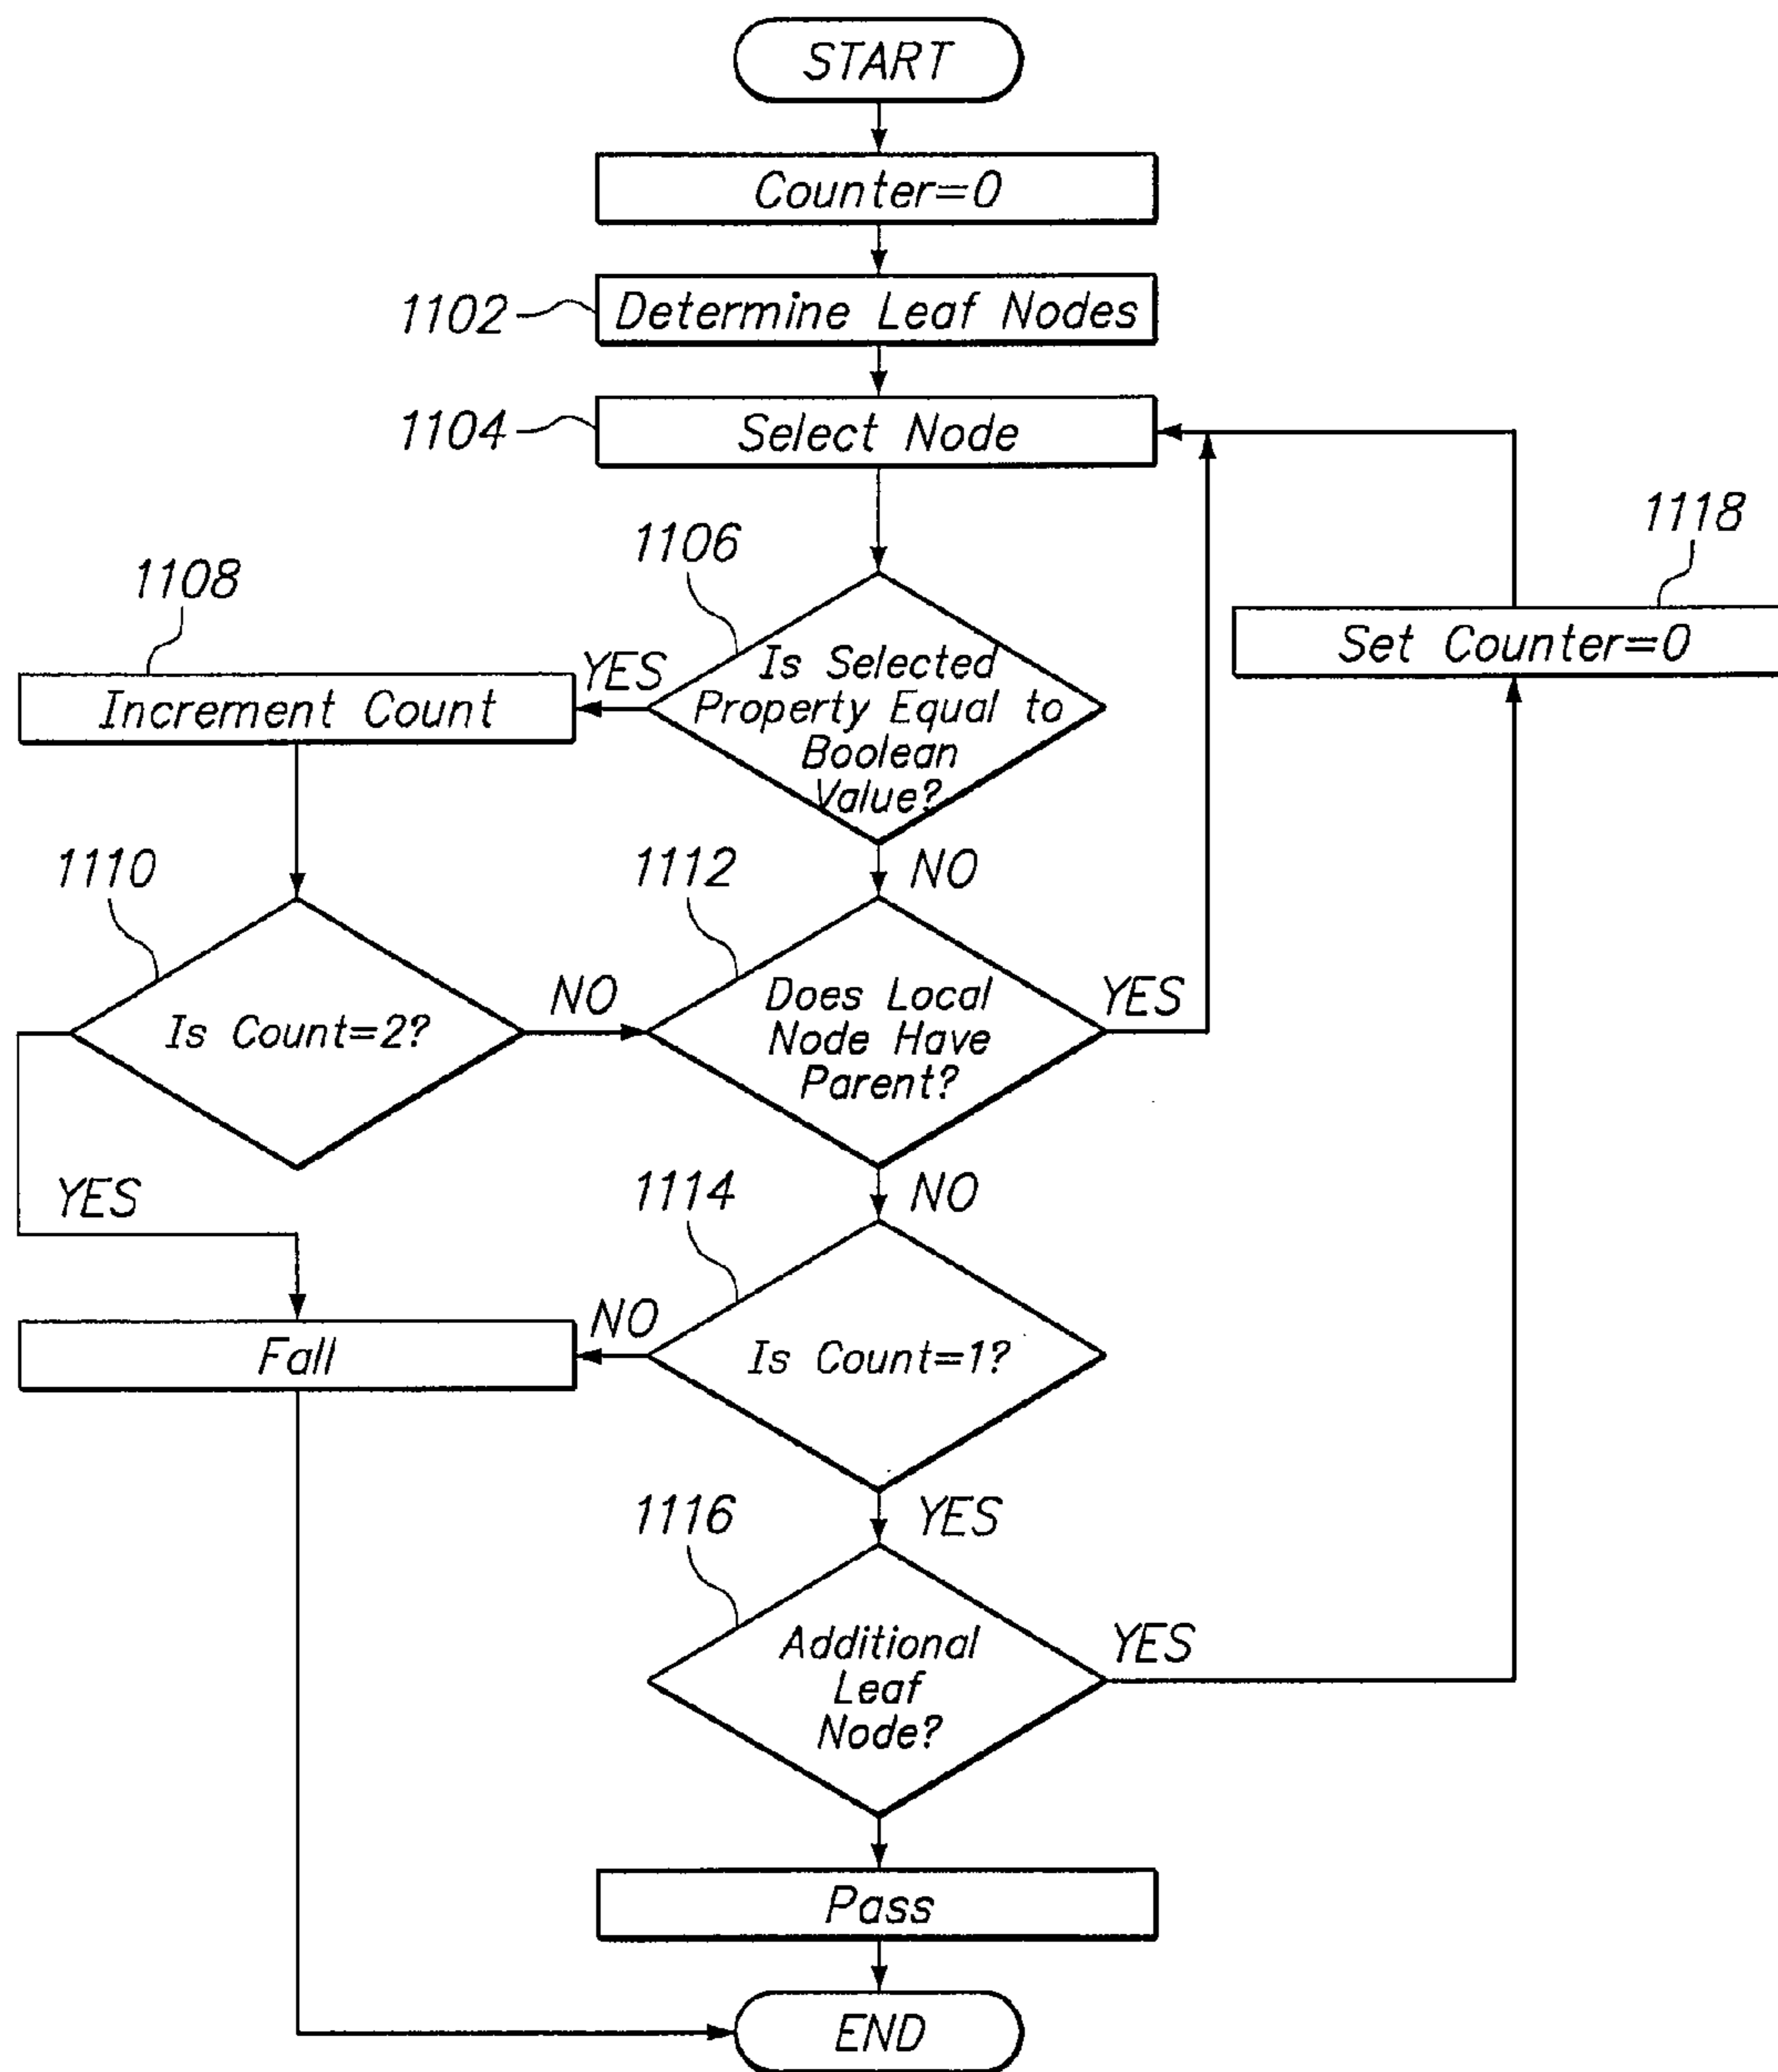 START
Counter=0
1102
Determine Leaf Nodes
1104
Select Node
1106
1118
1108
Set Counter=0
Is Selected
Property Equal to
Boolean
Value?
YES
Increment Count
NO
1110
1112
Is Count=2?
NO
Does Local
Node Have
Parent?
YES
YES
1114
NO
Fall
NO
Is Count=1?
1116
YES
Additional
Leaf
Node?
YES
Pass
END